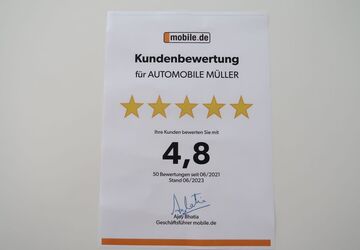 mobile.de
Kundenbewertung
für AUTOMOBILE MÜLLER
Ihre Kunden bewerten Sie mit
4,8
50 Bewertungen seit 06/2021
Stand 06/2023
Ajay Bhatia
Geschäftsführer mobile.de